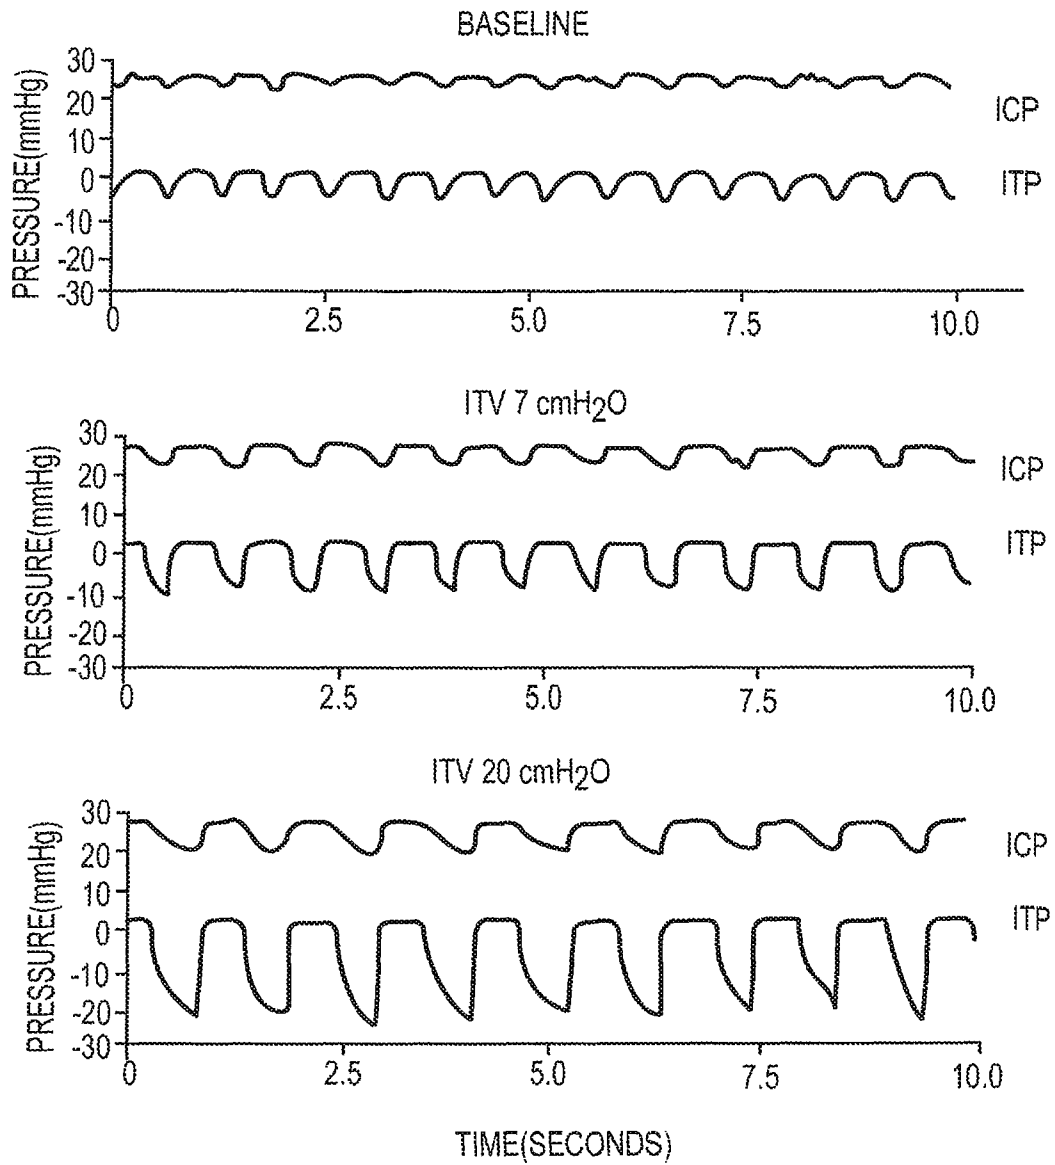 BASELINE
PRESSURE(mmHg)
30
20
10
0
-10
-20
-30
ICP
ITP
0 2.5 5.0 7.5 10.0
ITV 7 cmH₂O
PRESSURE(mmHg)
30
20
10
0
-10
-20
-30
ICP
ITP
0 2.5 5.0 7.5 10.0
ITV 20 cmH₂O
PRESSURE(mmHg)
30
20
10
0
-10
-20
-30
ICP
ITP
0 2.5 5.0 7.5 10.0
TIME(SECONDS)